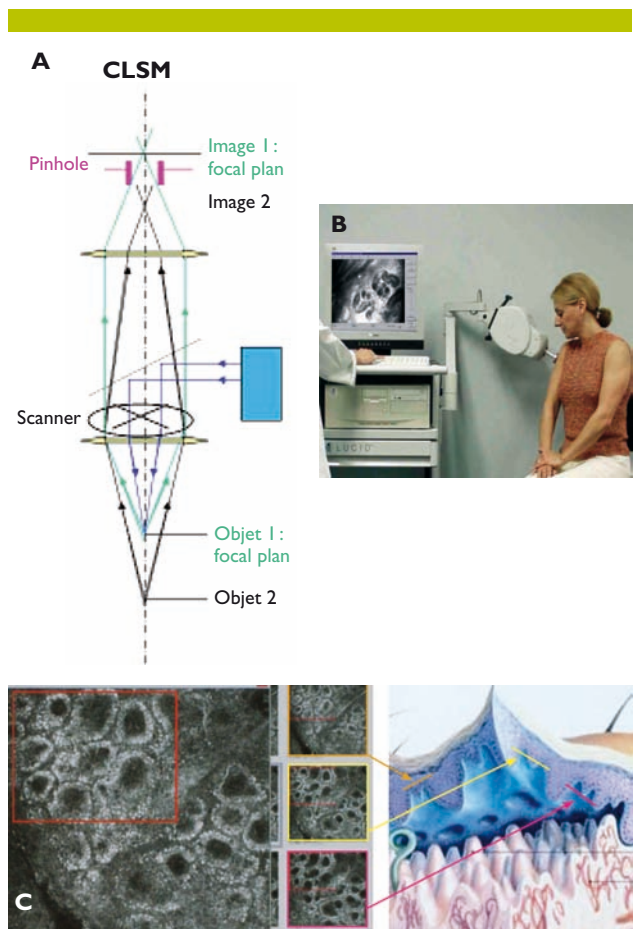 A
CLSM
Image 1 :
focal plan
Pinhole
Image 2
B
Scanner
LUCID
Objet 1 :
focal plan
Objet 2
C